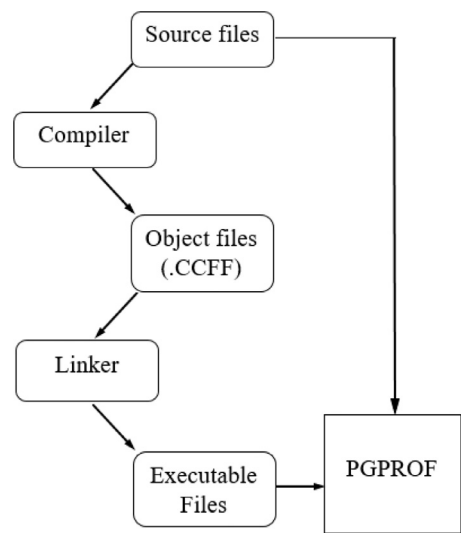 Source files
Compiler
Object files
(.CCFF)
Linker
Executable
Files
PGPROF